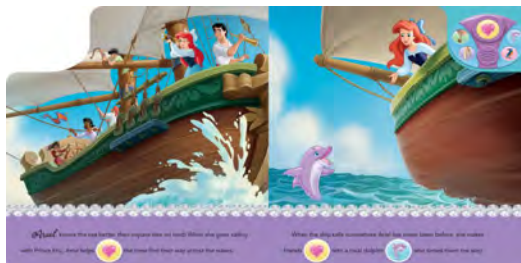 Ariel knows the sea better than anyone else on land! When she goes sailing
with Prince Eric, Ariel helps the crew find their way across the waters.
When the ship sails somewhere Ariel has never been before, she makes
friends with a local dolphin who shows them the way!